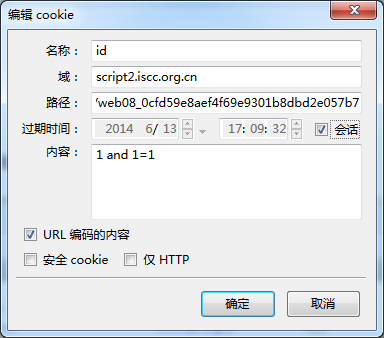 编辑 cookie
名称： id
域： script2.iscc.org.cn
路径： /web08_0cfd59e8aef4f69e9301b8dbd2e057b7
过期时间： 2014 6/ 13 17: 09: 32 会话
内容： 1 and 1=1
URL 编码的内容
安全 cookie 仅 HTTP
确定 取消